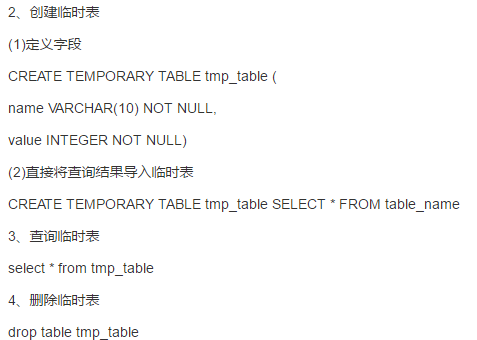 2、创建临时表
(1)定义字段
CREATE TEMPORARY TABLE tmp_table (
name VARCHAR(10) NOT NULL,
value INTEGER NOT NULL)
(2)直接将查询结果导入临时表
CREATE TEMPORARY TABLE tmp_table SELECT * FROM table_name
3、查询临时表
select * from tmp_table
4、删除临时表
drop table tmp_table